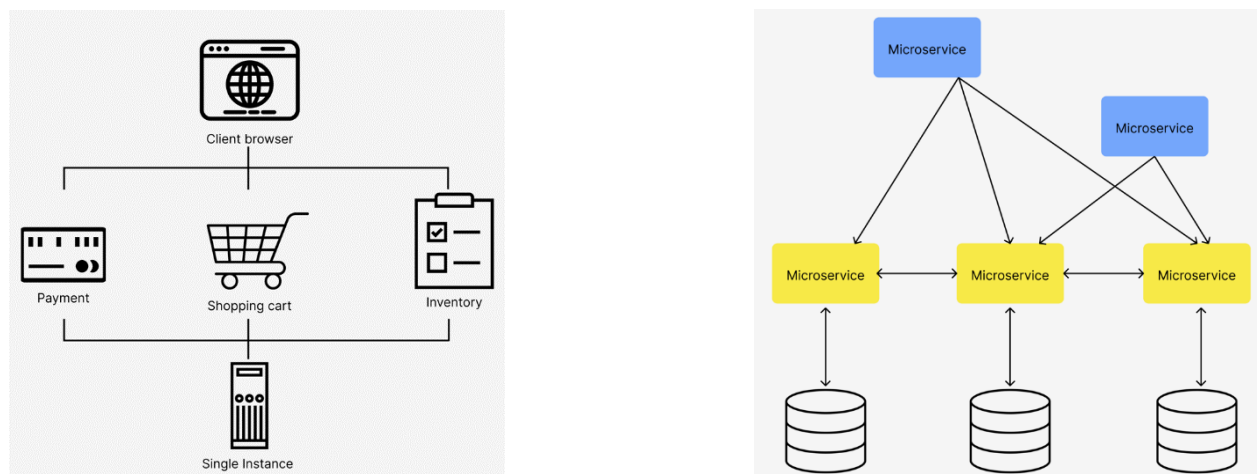 Client browser
Payment
Shopping cart
Inventory
Single Instance
Microservice
Microservice
Microservice
Microservice
Microservice